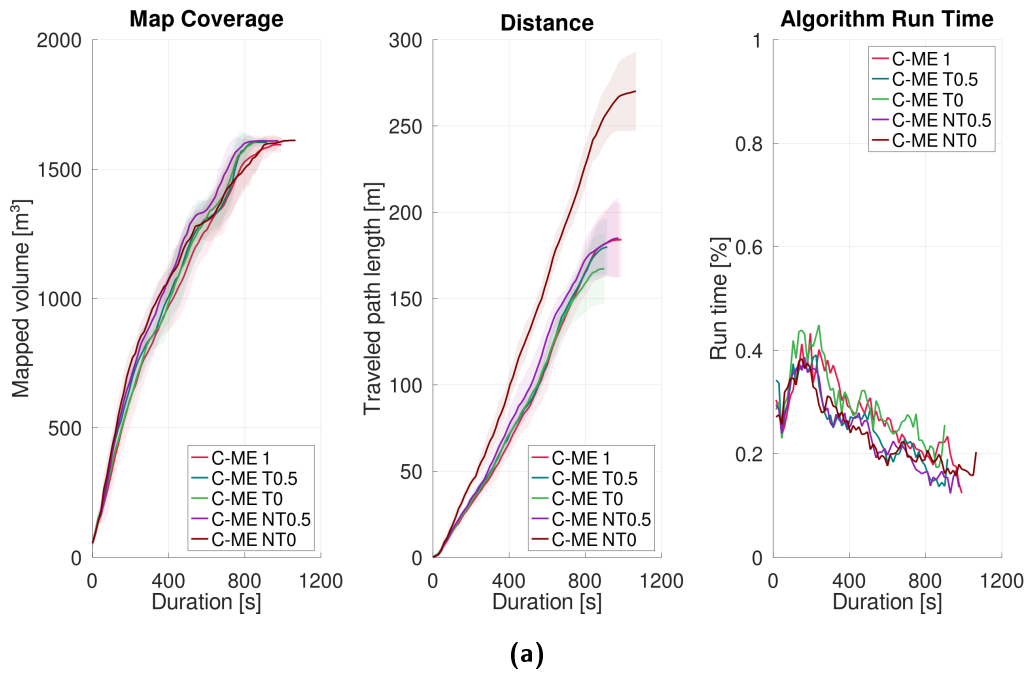 Map Coverage
2000
1500
1000
500
0
0
400
800
1200
Mapped volume [m³]
Duration [s]
C-ME 1
C-ME T0.5
C-ME T0
C-ME NT0.5
C-ME NT0
Distance
300
250
200
150
100
50
0
0
400
800
1200
Traveled path length [m]
Duration [s]
C-ME 1
C-ME T0.5
C-ME T0
C-ME NT0.5
C-ME NT0
Algorithm Run Time
1
0.8
0.6
0.4
0.2
0
0
400
800
1200
Run time [%]
Duration [s]
C-ME 1
C-ME T0.5
C-ME T0
C-ME NT0.5
C-ME NT0
(a)